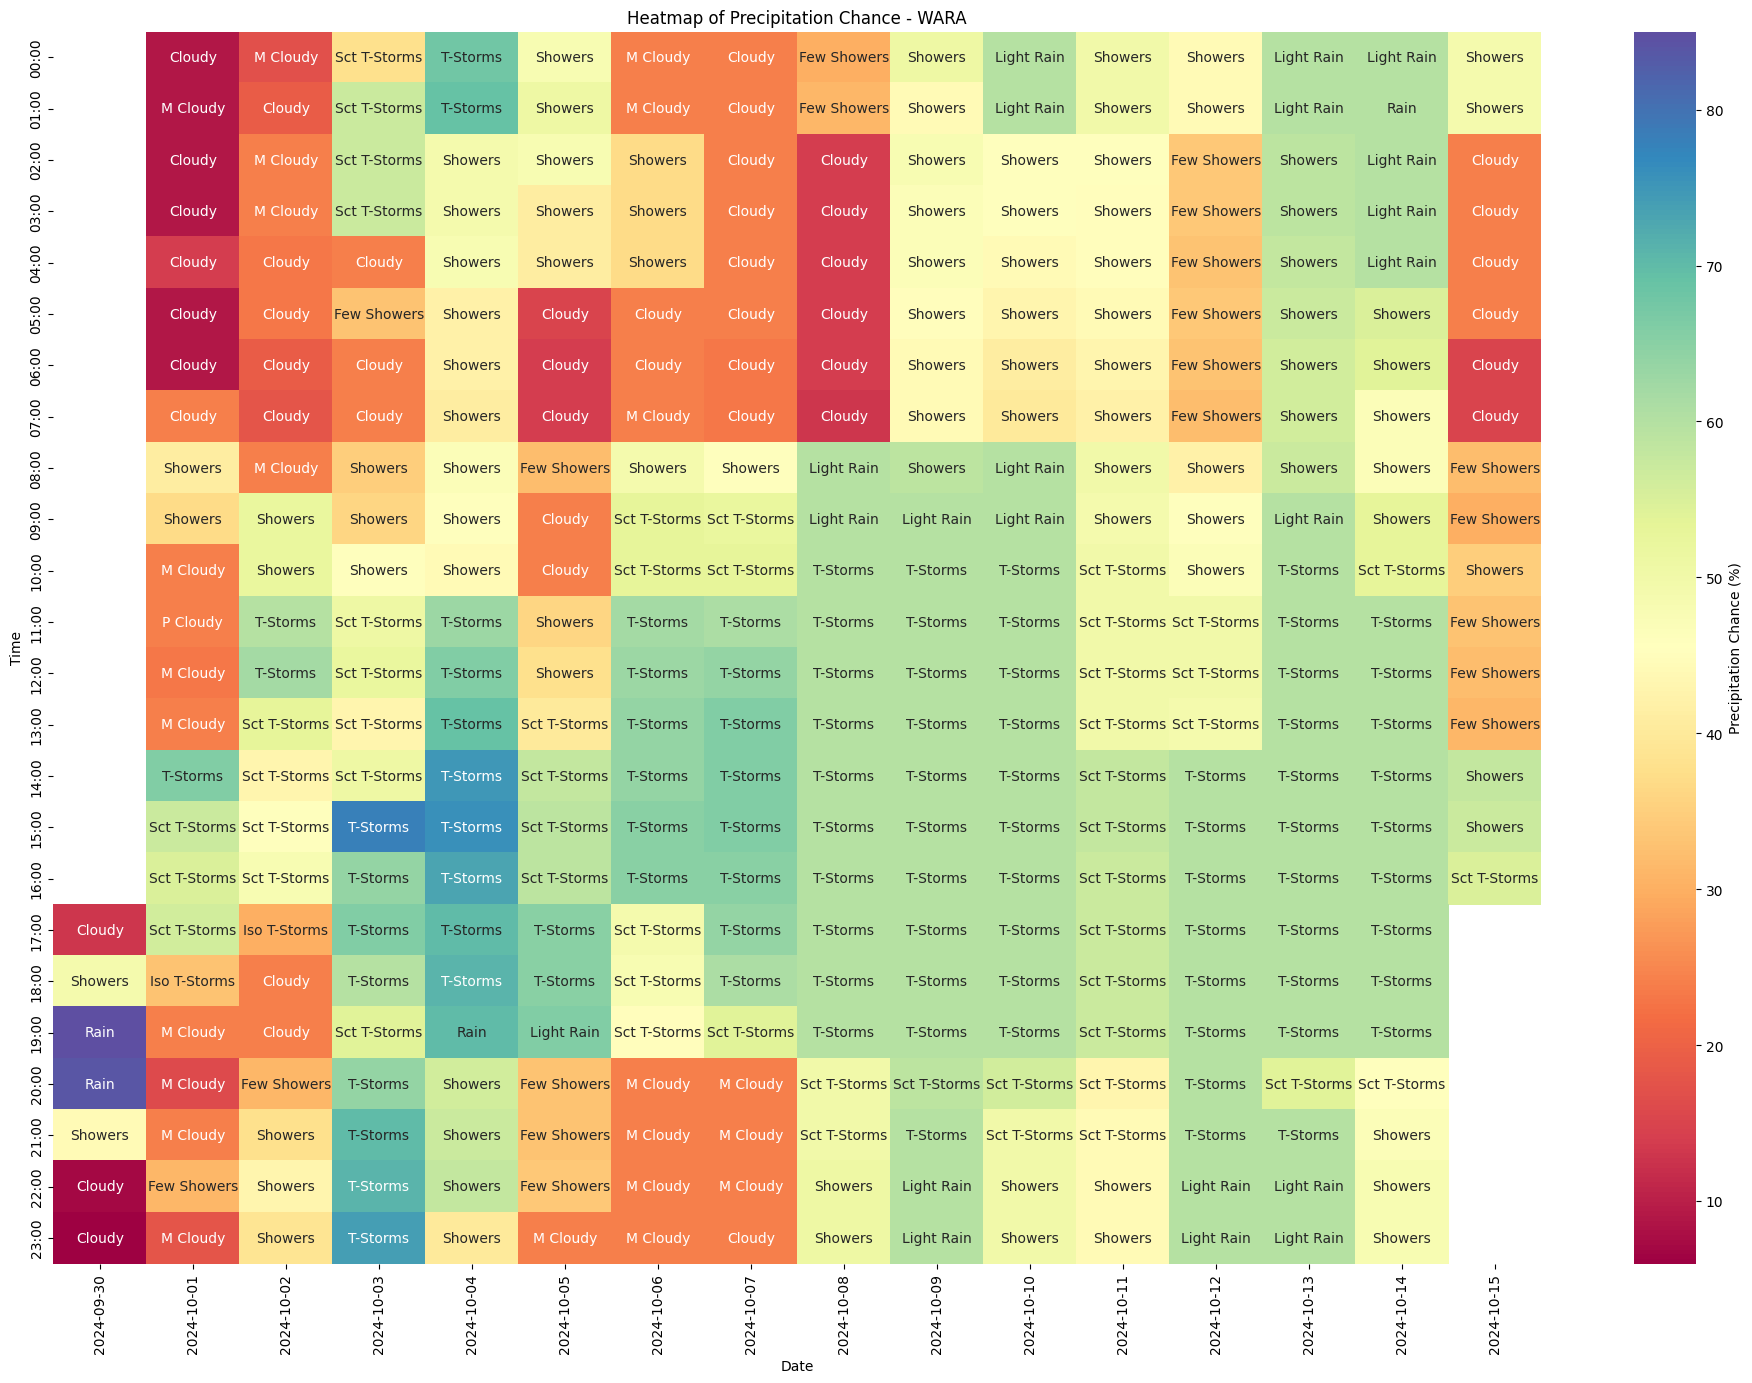 Heatmap of Precipitation Chance - WARA
00:00 Cloudy M Cloudy Sct T-Storms T-Storms Showers M Cloudy Cloudy Few Showers Showers Light Rain Showers Showers Light Rain Light Rain Showers
01:00 M Cloudy Cloudy Sct T-Storms T-Storms Showers M Cloudy Cloudy Few Showers Showers Light Rain Showers Showers Light Rain Rain Showers
02:00 Cloudy M Cloudy Sct T-Storms Showers Showers Showers Cloudy Cloudy Showers Showers Showers Few Showers Showers Light Rain Cloudy
03:00 Cloudy M Cloudy Sct T-Storms Showers Showers Showers Cloudy Cloudy Showers Showers Showers Few Showers Showers Light Rain Cloudy
04:00 Cloudy Cloudy Cloudy Showers Showers Showers Cloudy Cloudy Showers Showers Showers Few Showers Showers Light Rain Cloudy
05:00 Cloudy Cloudy Few Showers Showers Cloudy Cloudy Cloudy Cloudy Showers Showers Showers Few Showers Showers Showers Cloudy
06:00 Cloudy Cloudy Cloudy Showers Cloudy Cloudy Cloudy Cloudy Showers Showers Showers Few Showers Showers Showers Cloudy
07:00 Cloudy Cloudy Cloudy Showers Cloudy M Cloudy Cloudy Cloudy Showers Showers Showers Few Showers Showers Showers Cloudy
08:00 Showers M Cloudy Showers Showers Few Showers Showers Showers Light Rain Showers Light Rain Showers Showers Showers Showers Few Showers
09:00 Showers Showers Showers Showers Cloudy Sct T-Storms Sct T-Storms Light Rain Light Rain Light Rain Showers Showers Light Rain Showers Few Showers
10:00 M Cloudy Showers Showers Showers Cloudy Sct T-Storms Sct T-Storms T-Storms T-Storms T-Storms Sct T-Storms Showers T-Storms Sct T-Storms Showers
11:00 P Cloudy T-Storms Sct T-Storms T-Storms Showers T-Storms T-Storms T-Storms T-Storms T-Storms Sct T-Storms Sct T-Storms T-Storms T-Storms Few Showers
12:00 M Cloudy T-Storms Sct T-Storms T-Storms Showers T-Storms T-Storms T-Storms T-Storms T-Storms Sct T-Storms Sct T-Storms T-Storms T-Storms Few Showers
13:00 M Cloudy Sct T-Storms Sct T-Storms T-Storms Sct T-Storms T-Storms T-Storms T-Storms T-Storms T-Storms Sct T-Storms Sct T-Storms T-Storms T-Storms Few Showers
14:00 T-Storms Sct T-Storms Sct T-Storms T-Storms Sct T-Storms T-Storms T-Storms T-Storms T-Storms T-Storms Sct T-Storms T-Storms T-Storms T-Storms Showers
15:00 Sct T-Storms Sct T-Storms T-Storms T-Storms Sct T-Storms T-Storms T-Storms T-Storms T-Storms T-Storms Sct T-Storms T-Storms T-Storms T-Storms Showers
16:00 Sct T-Storms Sct T-Storms T-Storms T-Storms Sct T-Storms T-Storms T-Storms T-Storms T-Storms T-Storms Sct T-Storms T-Storms T-Storms T-Storms Sct T-Storms
17:00 Cloudy Sct T-Storms Iso T-Storms T-Storms T-Storms T-Storms Sct T-Storms T-Storms T-Storms T-Storms T-Storms Sct T-Storms T-Storms T-Storms T-Storms
18:00 Showers Iso T-Storms Cloudy T-Storms T-Storms T-Storms Sct T-Storms T-Storms T-Storms T-Storms T-Storms Sct T-Storms T-Storms T-Storms T-Storms
19:00 Rain M Cloudy Cloudy Sct T-Storms Rain Light Rain Sct T-Storms Sct T-Storms T-Storms T-Storms T-Storms Sct T-Storms T-Storms T-Storms T-Storms
20:00 Rain M Cloudy Few Showers T-Storms Showers Few Showers M Cloudy M Cloudy Sct T-Storms Sct T-Storms Sct T-Storms Sct T-Storms T-Storms Sct T-Storms Sct T-Storms
21:00 Showers M Cloudy Showers T-Storms Showers Few Showers M Cloudy M Cloudy Sct T-Storms T-Storms Sct T-Storms Sct T-Storms T-Storms T-Storms Showers
22:00 Cloudy Few Showers Showers T-Storms Showers Few Showers M Cloudy M Cloudy Showers Light Rain Showers Showers Light Rain Light Rain Showers
23:00 Cloudy M Cloudy Showers T-Storms Showers M Cloudy M Cloudy Cloudy Showers Light Rain Showers Showers Light Rain Light Rain Showers
2024-09-30 2024-10-01 2024-10-02 2024-10-03 2024-10-04 2024-10-05 2024-10-06 2024-10-07 2024-10-08 2024-10-09 2024-10-10 2024-10-11 2024-10-12 2024-10-13 2024-10-14 2024-10-15
Date
Time
80
70
60
50
40
30
20
10
Precipitation Chance (%)